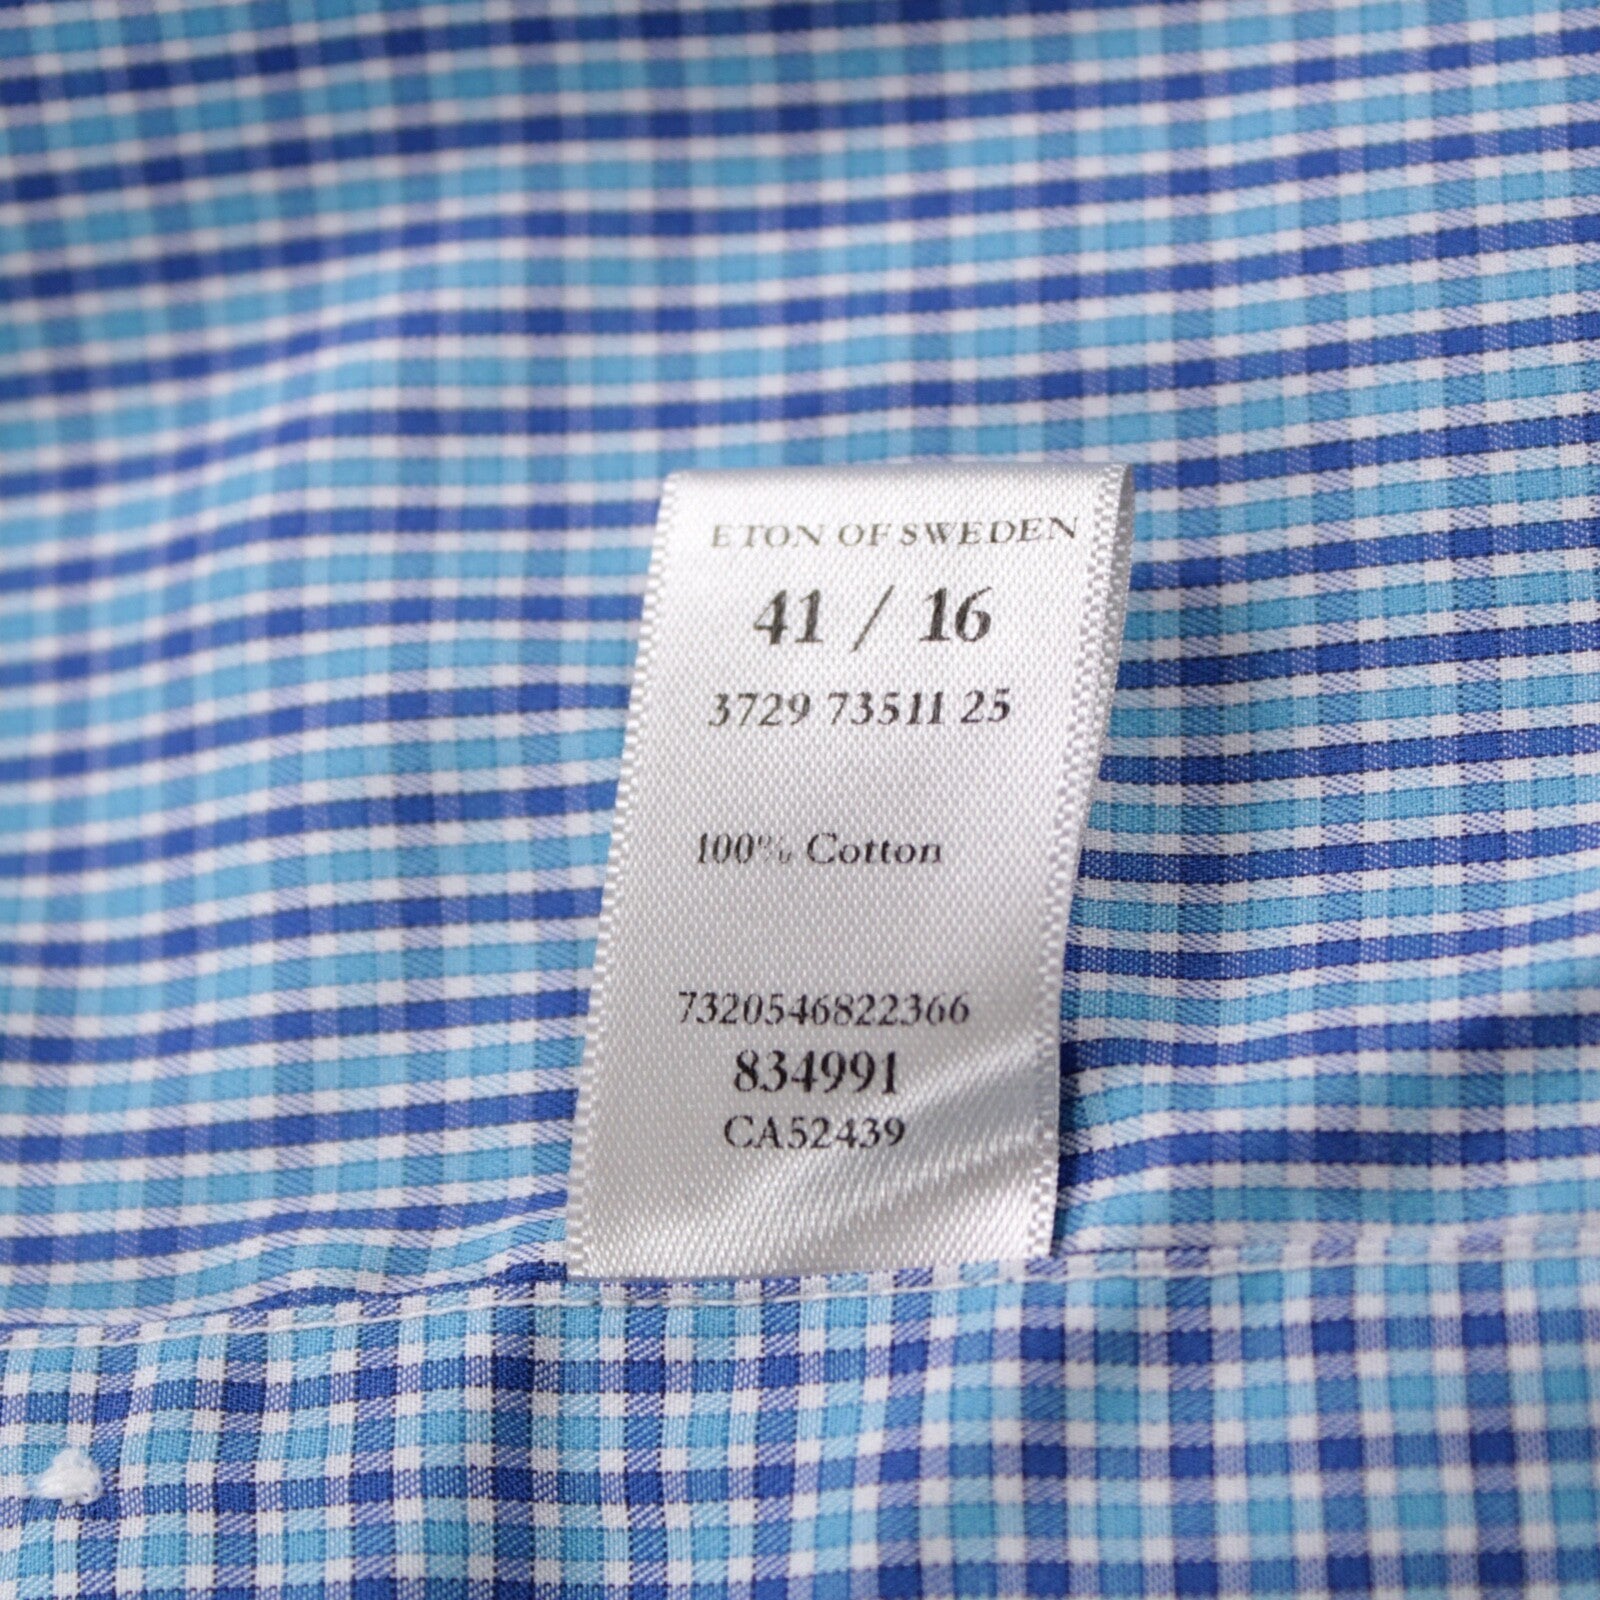 ETON OF SWEDEN
41 / 16
3729 73511 25
100% Cotton
7320546822366
834991
CA52439